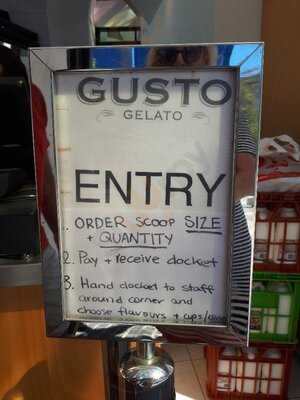 GUSTO
GELATO
ENTRY
1. ORDER SCOOP SIZE
+ QUANTITY
2. Pay + receive docket
3. Hand docket to staff
around corner and
choose flavours + cups/cone